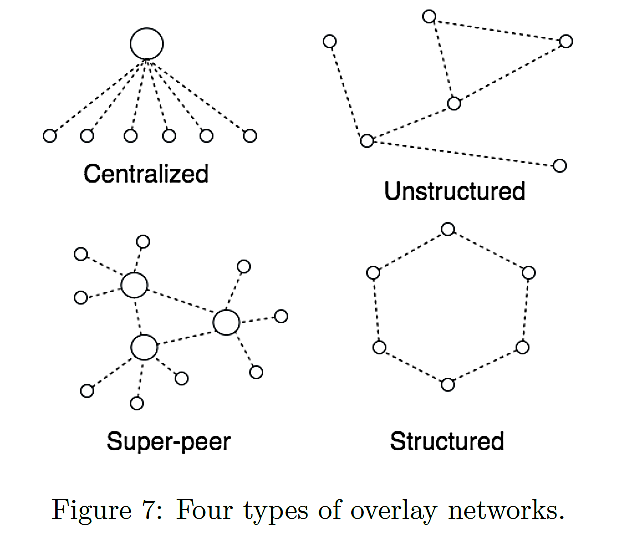 Centralized
Unstructured
Super-peer
Structured
Figure 7: Four types of overlay networks.